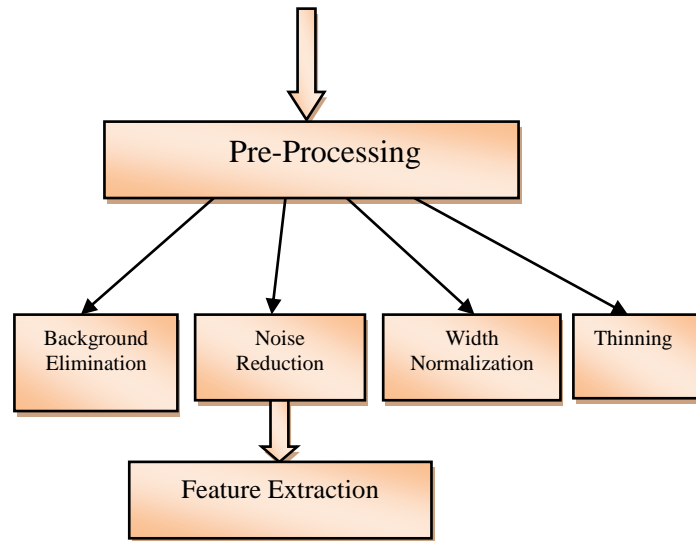 Pre-Processing
Background
Elimination
Noise
Reduction
Width
Normalization
Thinning
Feature Extraction